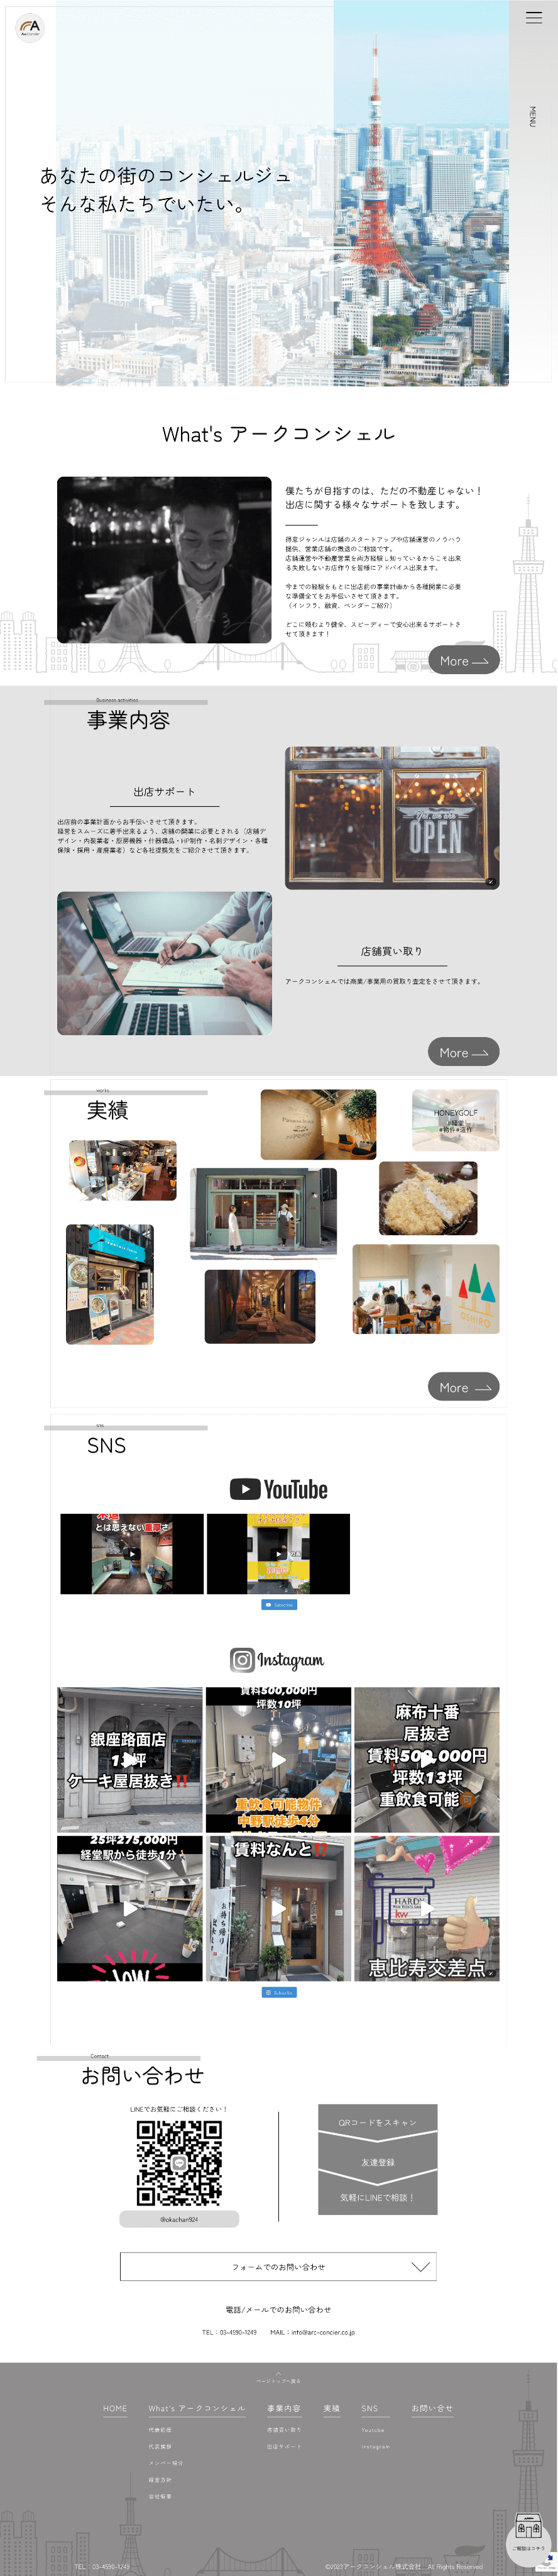 A
ArcConcier
MENU
あなたの街のコンシェルジュ
そんな私たちでいたい。
What's アークコンシェル
僕たちが目指すのは、ただの不動産じゃない！
出店に関する様々なサポートを致します。
得意ジャンルは店舗のスタートアップや店舗運営のノウハウ
提供、営業店舗の撤退のご相談です。
店舗運営や不動産営業を両方経験し知っているからこそ出来
る失敗しないお店作りを皆様にアドバイス出来ます。
今までの経験をもとに出店前の事業計画から各種開業に必要
な準備全てをお手伝いさせて頂きます。
（インフラ、融資、ベンダーご紹介）
どこに頼むより健全、スピーディーで安心出来るサポートさ
せて頂きます！
More
Business activities
事業内容
出店サポート
出店前の事業計画からお手伝いさせて頂きます。
経営をスムーズに若手出来るよう、店舗の開業に必要とされる（店舗デ
ザイン・内装業者・厨房機器・什器備品・HP制作・名刺デザイン・各種
保険・採用・産廃業者）など各社提携先をご紹介させて頂きます。
Yes, we are
OPEN
店舗買い取り
アークコンシェルでは商業/事業用の買取り査定をさせて頂きます。
More
works
実績
HONEYGOLF
#経堂
#物件#造作
OSHIRO
More
SNS
SNS
YouTube
とは思えない重厚さ
Subscribe
Instagram
銀座路面店
13坪
ケーキ屋居抜き‼️
賃料500,000円
坪数10坪
重飲食可能物件
中野駅徒歩4分
麻布十番
居抜き
賃料500,000円
坪数13坪
重飲食可能
25坪275,000円
経堂駅から徒歩1分
賃料なんと‼️
お持ち帰り
HARDY
kw
恵比寿交差点
Subscribe
Contact
お問い合わせ
LINEでお気軽にご相談ください！
@okachan924
QRコードをスキャン
友達登録
気軽にLINEで相談！
フォームでのお問い合わせ
電話/メールでのお問い合わせ
TEL：03-4590-1249 MAIL：info@arc-concier.co.jp
ページトップへ戻る
HOME What's アークコンシェル 事業内容 実績 SNS お問い合せ
代表挨拶 店舗買い取り Youtube
出店サポート Instagram
メンバー紹介
経営方針
会社概要
ご相談はコチラ
TEL：03-4590-1249 ©2023アークコンシェル株式会社 All Rights Reserved